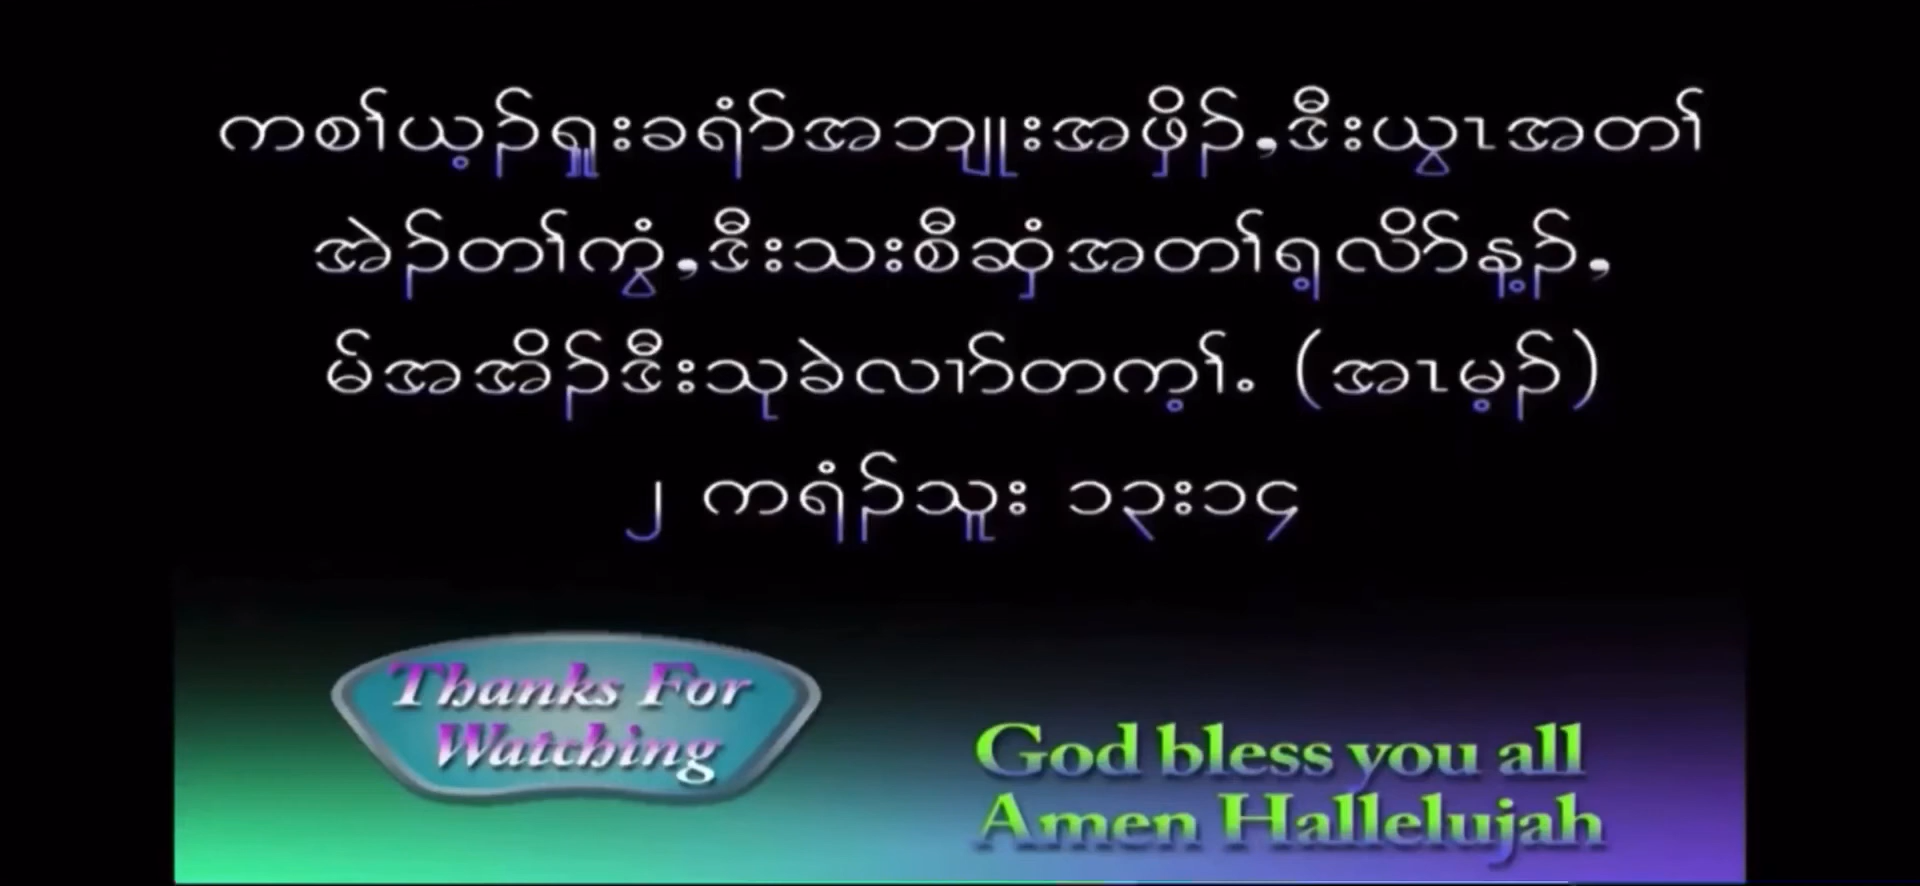 ကစၢ်ယ့ၣ်ၡူးခရံာ်အဘျုးအဖှိၣ်,ဒီးယွၤအတၢ်
အဲၣ်တၢ်ကွံ,ဒီးသးစီဆှံအတၢ်ရ့လိာ်န့ၣ်,
မ်အအိၣ်ဒီးသုခဲလၢာ်တက့ၢ်. (အၤမ့ၣ်)
၂ ကရံၣ်သူး ၁၃း၁၄
Thanks For
Watching
God bless you all
Amen Hallelujah